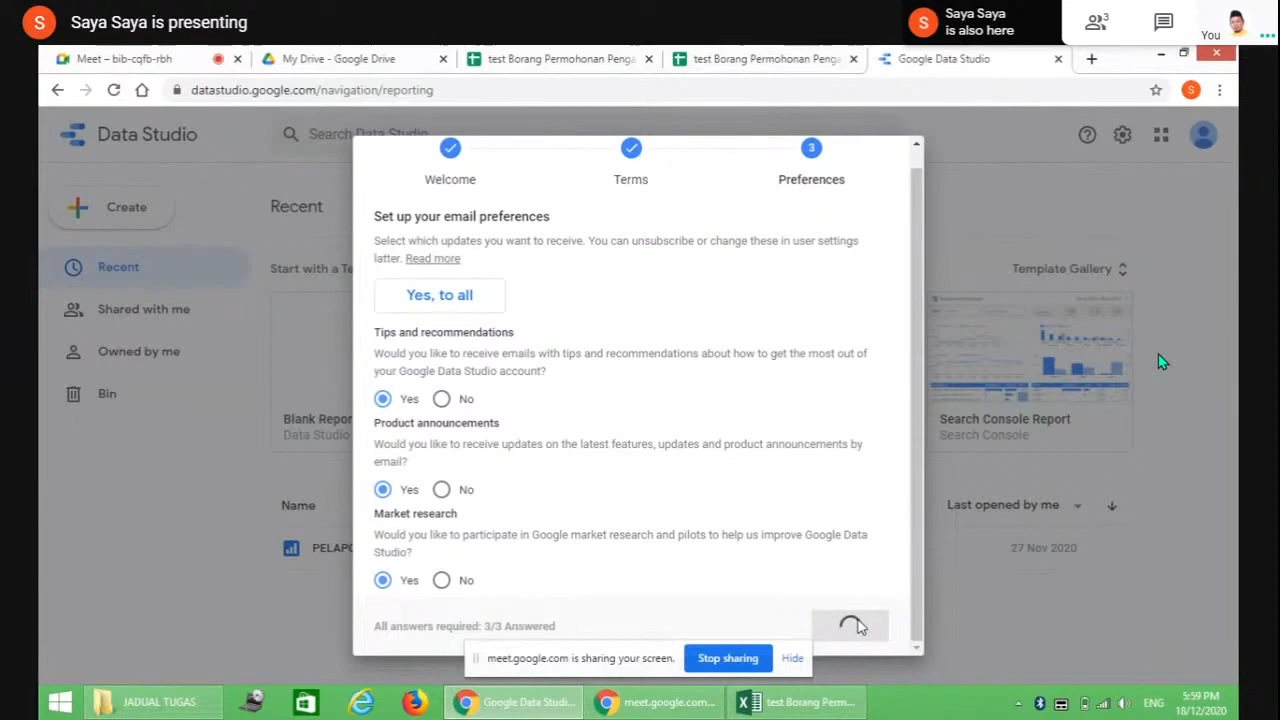 S Saya Saya is presenting
S Saya Saya
is also here
3
You
Meet – bib-cqfb-rbh
My Drive - Google Drive
test Borang Permohonan Penga
test Borang Permohonan Penga
Google Data Studio
datastudio.google.com/navigation/reporting
S
Data Studio
Search Data Studio
Create
Recent
Shared with me
Owned by me
Bin
Recent
Start with a Te
Template Gallery
Blank Repor
Data Studio
Search Console Report
Search Console
Name
Last opened by me
PELAPO
27 Nov 2020
3
Welcome
Terms
Preferences
Set up your email preferences
Select which updates you want to receive. You can unsubscribe or change these in user settings
latter. Read more
Yes, to all
Tips and recommendations
Would you like to receive emails with tips and recommendations about how to get the most out of
your Google Data Studio account?
Yes No
Product announcements
Would you like to receive updates on the latest features, updates and product announcements by
email?
Yes No
Market research
Would you like to participate in Google market research and pilots to help us improve Google Data
Studio?
Yes No
All answers required: 3/3 Answered
meet.google.com is sharing your screen.
Stop sharing
Hide
JADUAL TUGAS
Google Data Studi...
meet.google.com...
test Borang Perm...
ENG
5:59 PM
18/12/2020